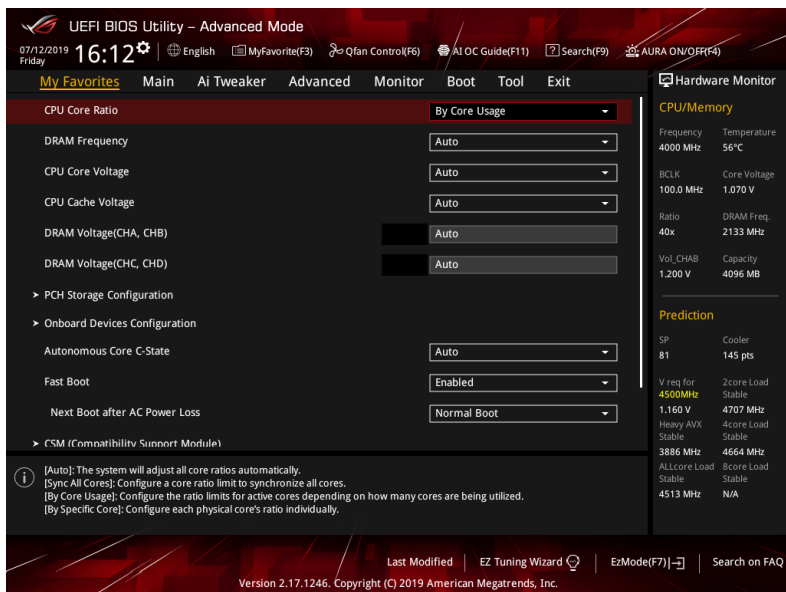 UEFI BIOS Utility – Advanced Mode
07/12/2019 Friday 16:12 English MyFavorite(F3) Qfan Control(F6) AI OC Guide(F11) ? Search(F9) AURA ON/OFF(F4)
My Favorites Main Ai Tweaker Advanced Monitor Boot Tool Exit
CPU Core Ratio By Core Usage
DRAM Frequency Auto
CPU Core Voltage Auto
CPU Cache Voltage Auto
DRAM Voltage(CHA, CHB) Auto
DRAM Voltage(CHC, CHD) Auto
> PCH Storage Configuration
> Onboard Devices Configuration
Autonomous Core C-State Auto
Fast Boot Enabled
Next Boot after AC Power Loss Normal Boot
> CSM (Compatibility Support Module)
i
[Auto]: The system will adjust all core ratios automatically.
[Sync All Cores]: Configure a core ratio limit to synchronize all cores.
[By Core Usage]: Configure the ratio limits for active cores depending on how many cores are being utilized.
[By Specific Core]: Configure each physical core's ratio individually.
Hardware Monitor
CPU/Memory
Frequency Temperature
4000 MHz 56°C
BCLK Core Voltage
100.0 MHz 1.070 V
Ratio DRAM Freq.
40x 2133 MHz
Vol_CHAB Capacity
1.200 V 4096 MB
Prediction
SP Cooler
81 145 pts
V req for 2core Load
4500MHz Stable
1.160 V 4707 MHz
Heavy AVX 4core Load
Stable Stable
3886 MHz 4664 MHz
ALLcore Load 8core Load
Stable Stable
4513 MHz N/A
Last Modified EZ Tuning Wizard EzMode(F7) Search on FAQ
Version 2.17.1246. Copyright (C) 2019 American Megatrends, Inc.